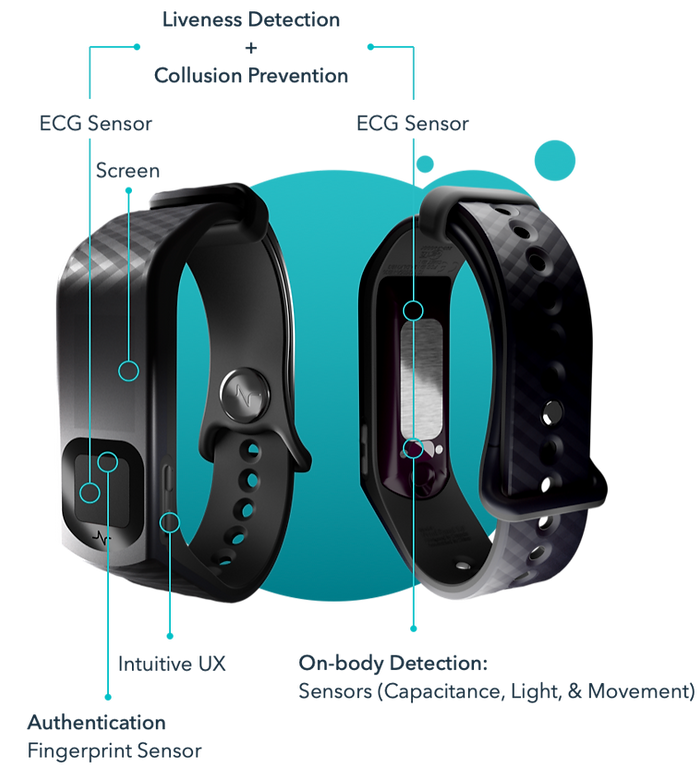 Liveness Detection
+
Collusion Prevention
ECG Sensor
ECG Sensor
Screen
Intuitive UX
On-body Detection:
Sensors (Capacitance, Light, & Movement)
Authentication
Fingerprint Sensor